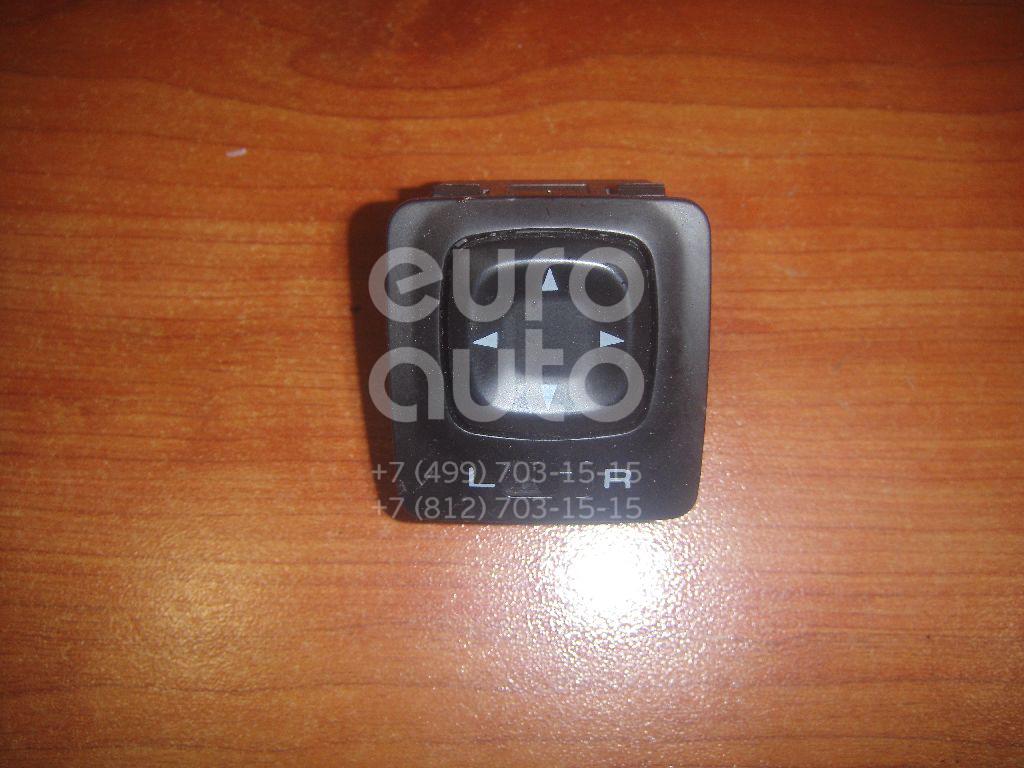 euro
auto
L R
+7 (499) 703-15-15
+7 (812) 703-15-15